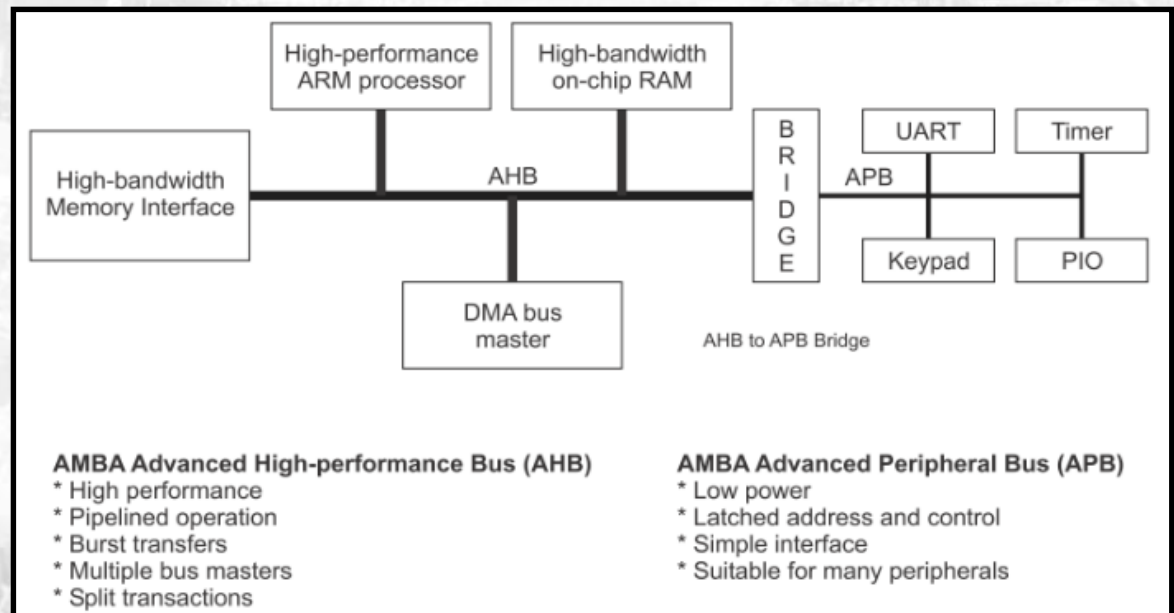 High-performance
ARM processor
High-bandwidth
on-chip RAM
High-bandwidth
Memory Interface
AHB
B
R
I
D
G
E
APB
UART
Timer
Keypad
PIO
DMA bus
master
AHB to APB Bridge
AMBA Advanced High-performance Bus (AHB)
* High performance
* Pipelined operation
* Burst transfers
* Multiple bus masters
* Split transactions
AMBA Advanced Peripheral Bus (APB)
* Low power
* Latched address and control
* Simple interface
* Suitable for many peripherals